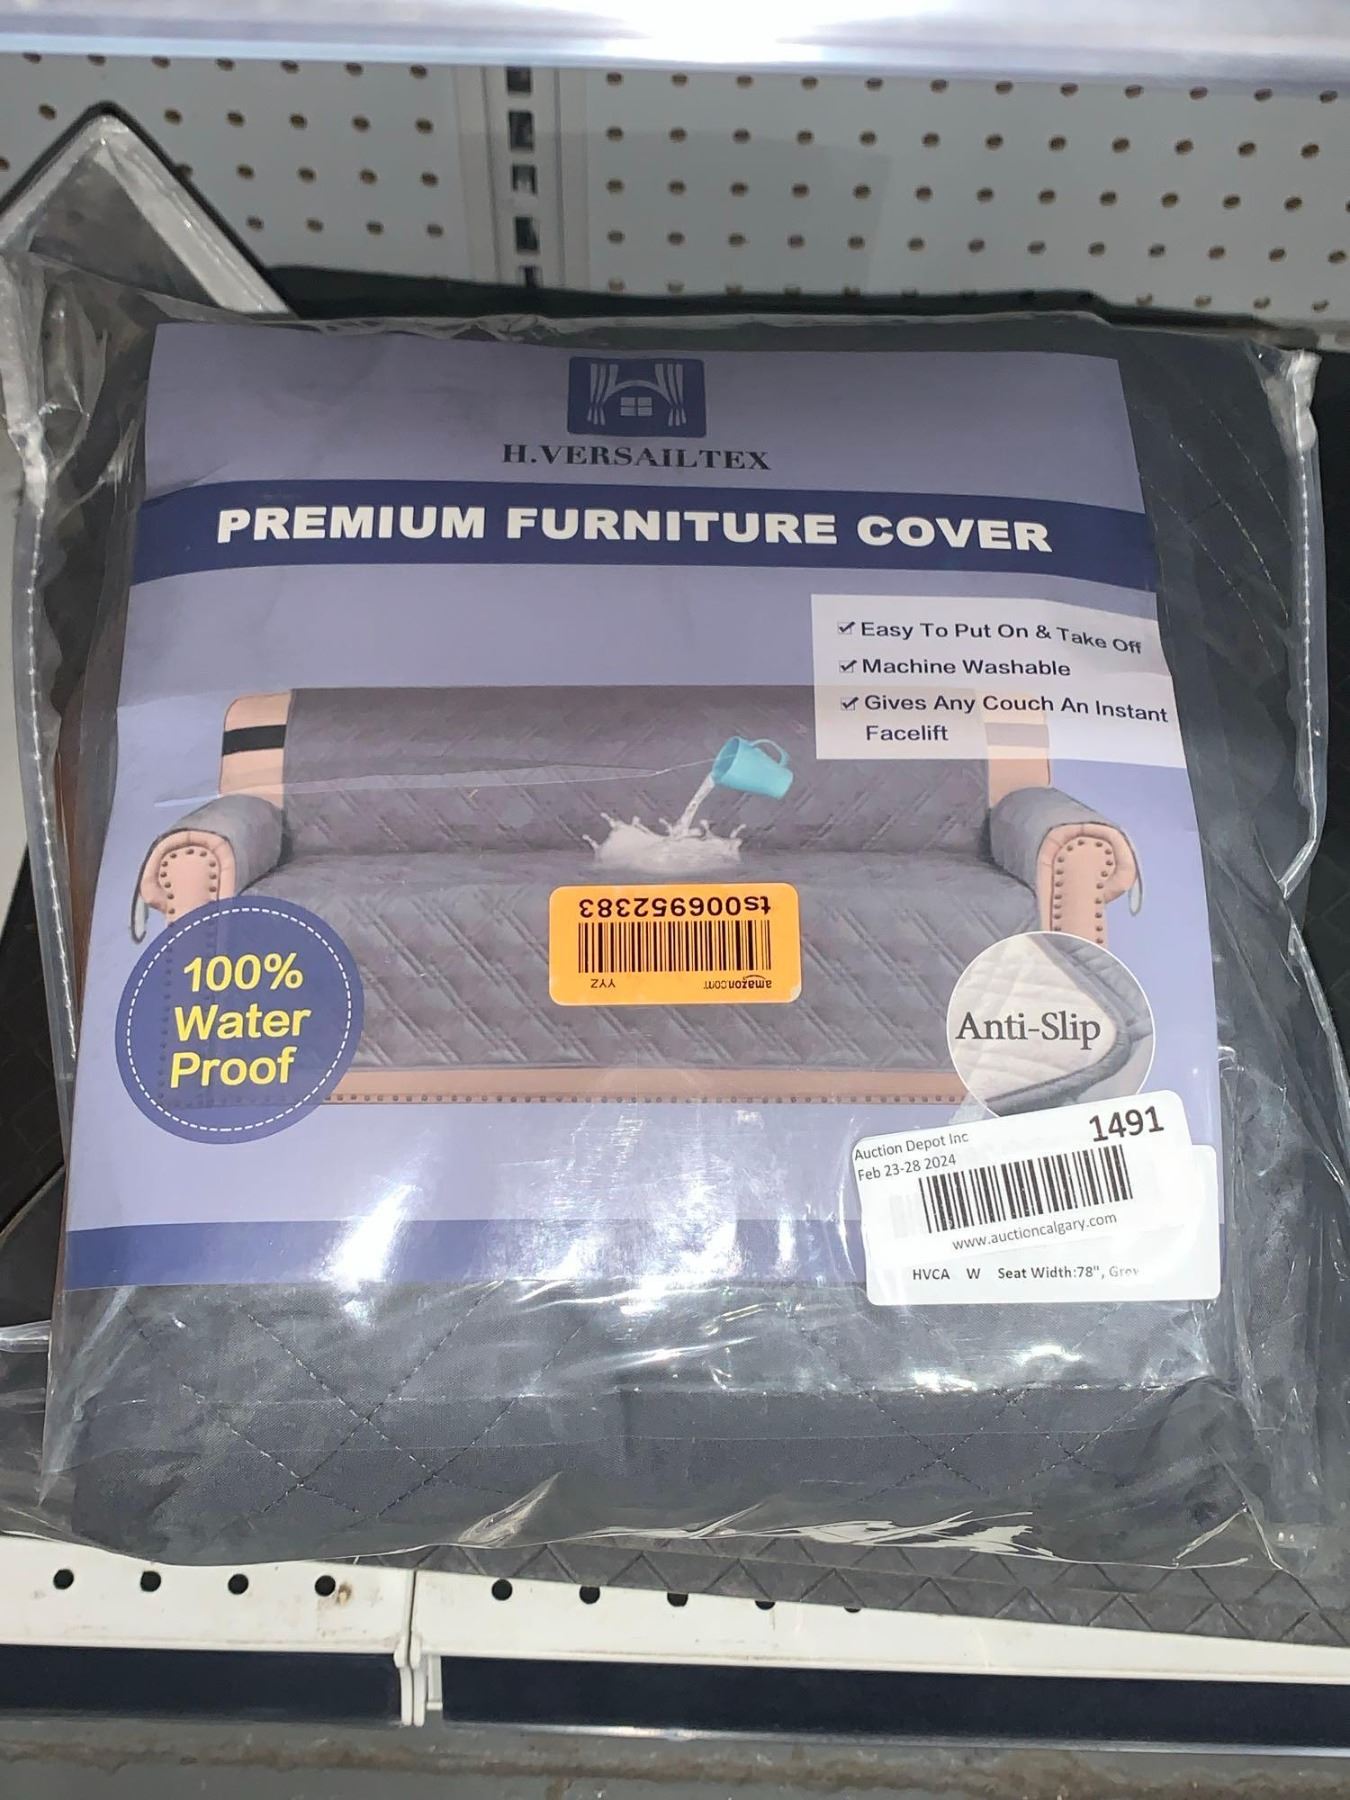 H.VERSAILTEX
PREMIUM FURNITURE COVER
Easy To Put On & Take Off
Machine Washable
Gives Any Couch An Instant
Facelift
ts006952383
amazon.com YYZ
100%
Water
Proof
Anti-Slip
Auction Depot Inc 1491
Feb 23-28 2024
www.auctioncalgary.com
HVCA W Seat Width:78", Grey